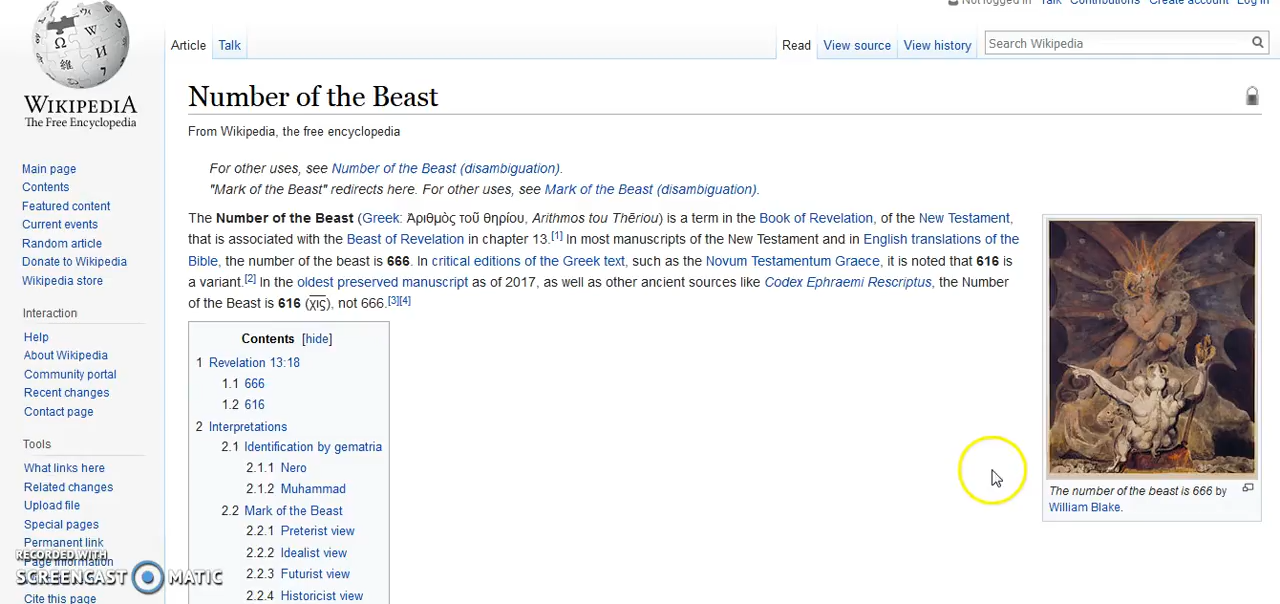 Not logged in Talk Contributions Create account Log in
WIKIPEDIA
The Free Encyclopedia
Article Talk
Read View source View history
Search Wikipedia
Number of the Beast
From Wikipedia, the free encyclopedia
For other uses, see Number of the Beast (disambiguation).
"Mark of the Beast" redirects here. For other uses, see Mark of the Beast (disambiguation).
The Number of the Beast (Greek: Ἀριθμὸς τοῦ θηρίου, Arithmos tou Thēriou) is a term in the Book of Revelation, of the New Testament,
that is associated with the Beast of Revelation in chapter 13.[1] In most manuscripts of the New Testament and in English translations of the
Bible, the number of the beast is 666. In critical editions of the Greek text, such as the Novum Testamentum Graece, it is noted that 616 is
a variant.[2] In the oldest preserved manuscript as of 2017, as well as other ancient sources like Codex Ephraemi Rescriptus, the Number
of the Beast is 616 (χις), not 666.[3][4]
Contents [hide]
1 Revelation 13:18
1.1 666
1.2 616
2 Interpretations
2.1 Identification by gematria
2.1.1 Nero
2.1.2 Muhammad
2.2 Mark of the Beast
2.2.1 Preterist view
2.2.2 Idealist view
2.2.3 Futurist view
2.2.4 Historicist view
The number of the beast is 666 by
William Blake.
Main page
Contents
Featured content
Current events
Random article
Donate to Wikipedia
Wikipedia store
Interaction
Help
About Wikipedia
Community portal
Recent changes
Contact page
Tools
What links here
Related changes
Upload file
Special pages
Permanent link
Page information
Cite this page
RECORDED WITH
SCREENCAST MATIC